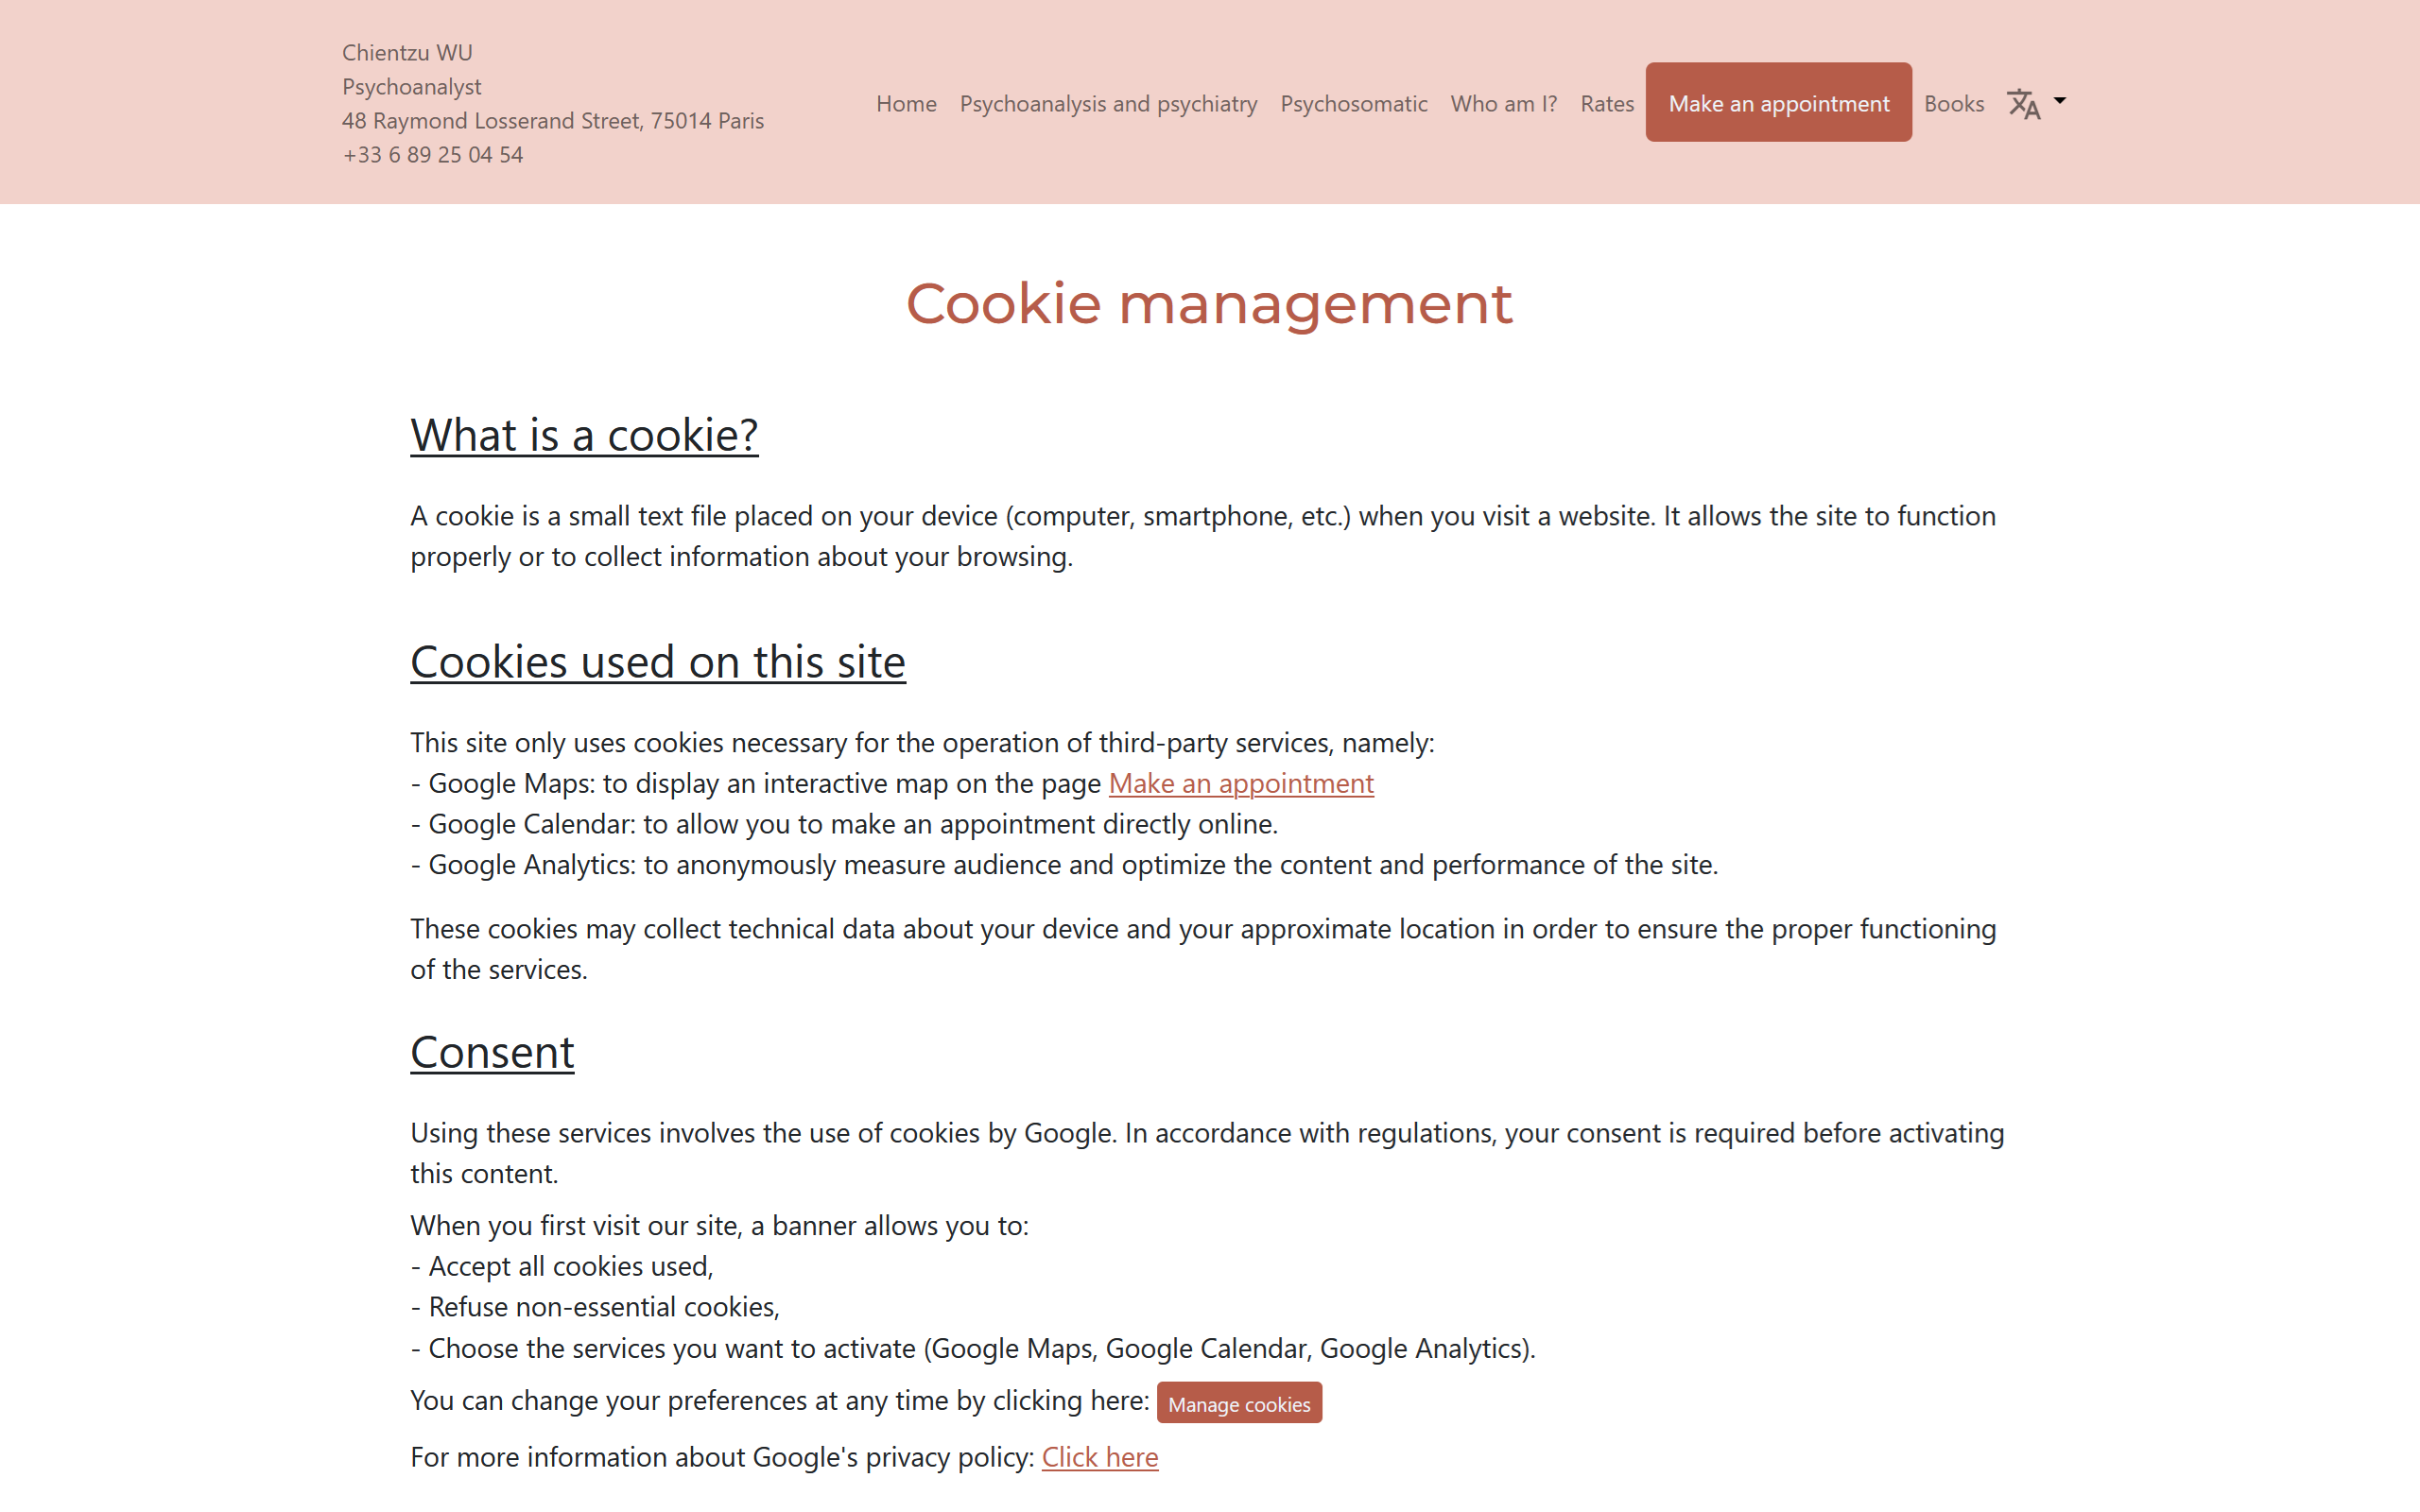 Chientzu WU
Psychoanalyst
48 Raymond Losserand Street, 75014 Paris
+33 6 89 25 04 54
Home Psychoanalysis and psychiatry Psychosomatic Who am I? Rates Make an appointment Books
Cookie management
What is a cookie?
A cookie is a small text file placed on your device (computer, smartphone, etc.) when you visit a website. It allows the site to function
properly or to collect information about your browsing.
Cookies used on this site
This site only uses cookies necessary for the operation of third-party services, namely:
- Google Maps: to display an interactive map on the page Make an appointment
- Google Calendar: to allow you to make an appointment directly online.
- Google Analytics: to anonymously measure audience and optimize the content and performance of the site.
These cookies may collect technical data about your device and your approximate location in order to ensure the proper functioning
of the services.
Consent
Using these services involves the use of cookies by Google. In accordance with regulations, your consent is required before activating
this content.
When you first visit our site, a banner allows you to:
- Accept all cookies used,
- Refuse non-essential cookies,
- Choose the services you want to activate (Google Maps, Google Calendar, Google Analytics).
You can change your preferences at any time by clicking here: Manage cookies
For more information about Google's privacy policy: Click here